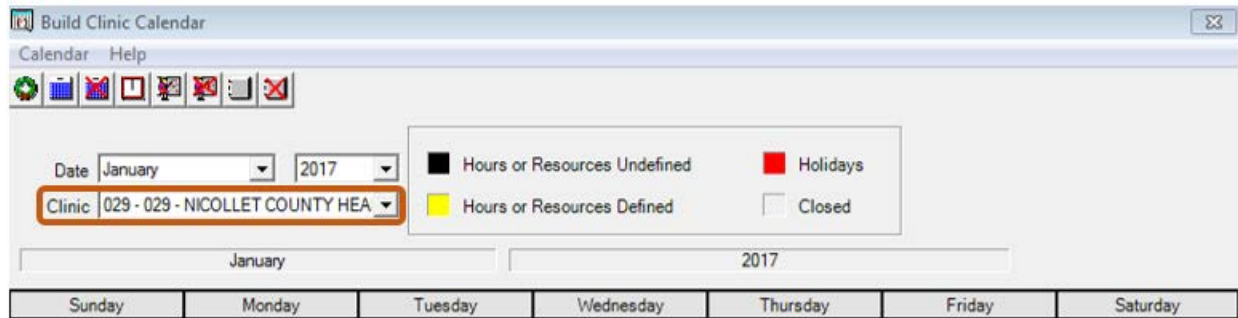 Build Clinic Calendar
Calendar Help
Date January 2017
Hours or Resources Undefined Holidays
Clinic 029 - 029 - NICOLLET COUNTY HEA
Hours or Resources Defined Closed
January 2017
Sunday Monday Tuesday Wednesday Thursday Friday Saturday